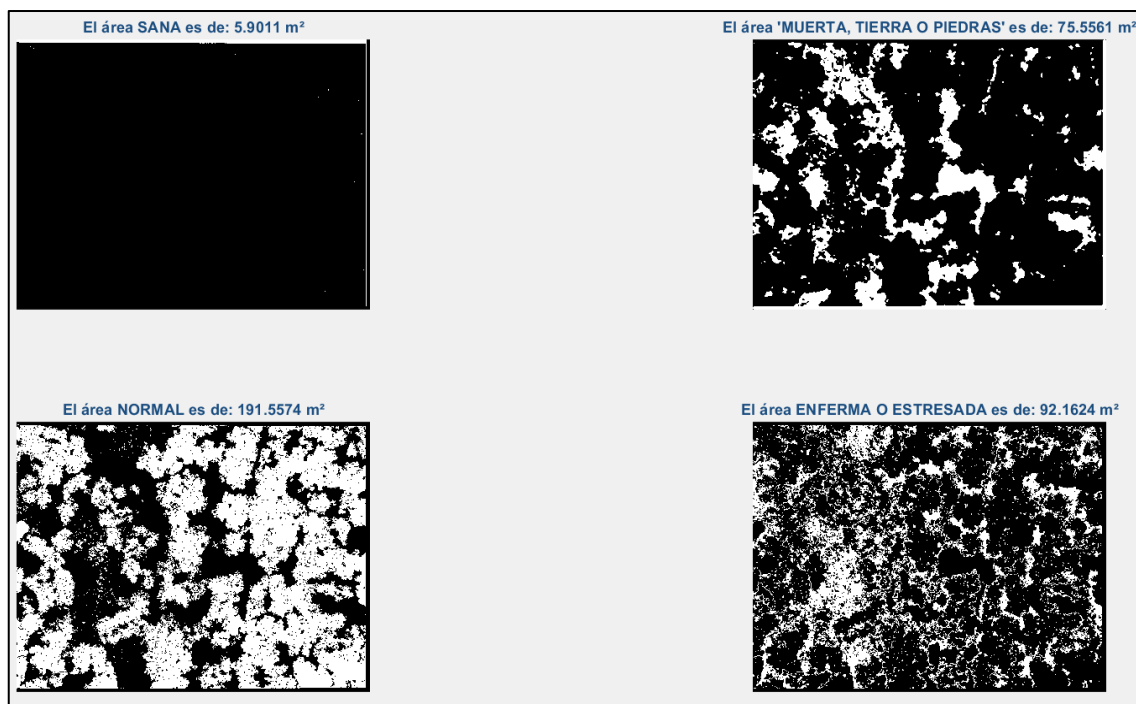 El área SANA es de: 5.9011 m²
El área 'MUERTA, TIERRA O PIEDRAS' es de: 75.5561 m²
El área NORMAL es de: 191.5574 m²
El área ENFERMA O ESTRESADA es de: 92.1624 m²